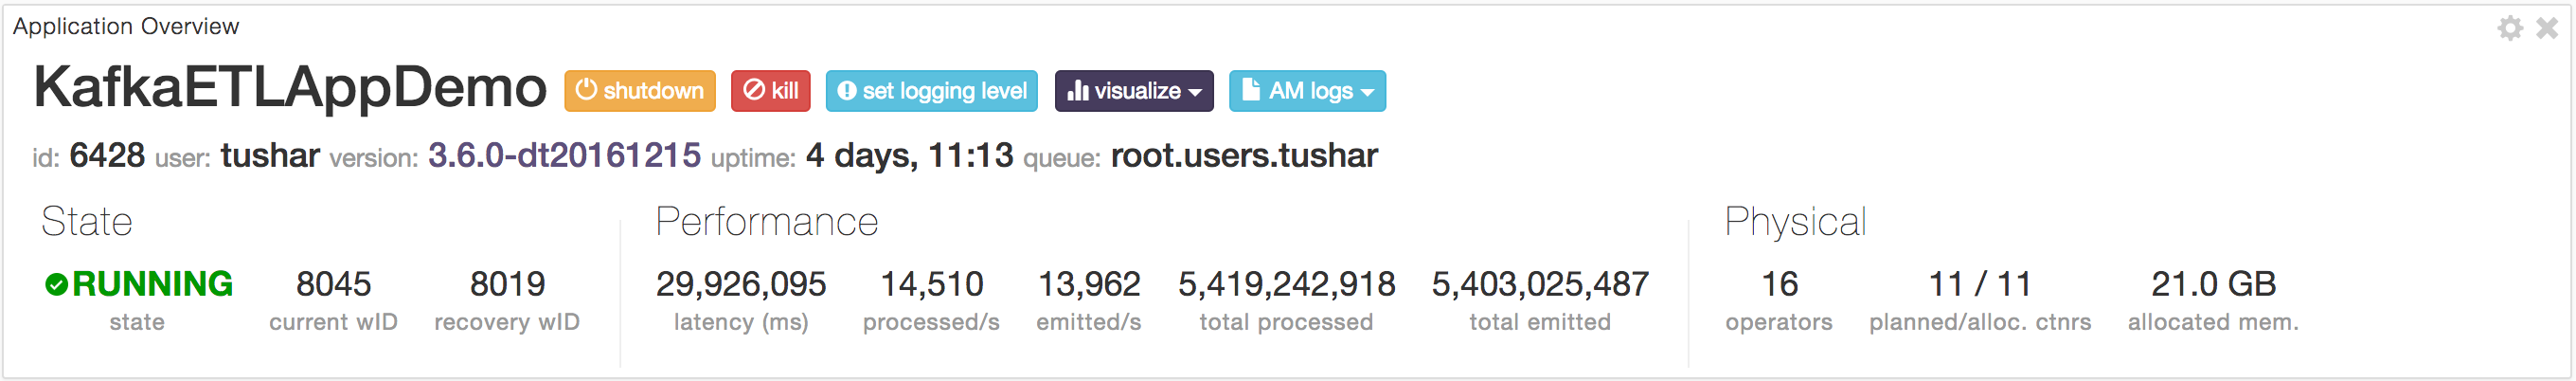 Application Overview
KafkaETLAppDemo shutdown kill set logging level visualize AM logs
id: 6428 user: tushar version: 3.6.0-dt20161215 uptime: 4 days, 11:13 queue: root.users.tushar
State Performance Physical
RUNNING 8045 8019 29,926,095 14,510 13,962 5,419,242,918 5,403,025,487 16 11 / 11 21.0 GB
state current wID recovery wID latency (ms) processed/s emitted/s total processed total emitted operators planned/alloc. ctnrs allocated mem.